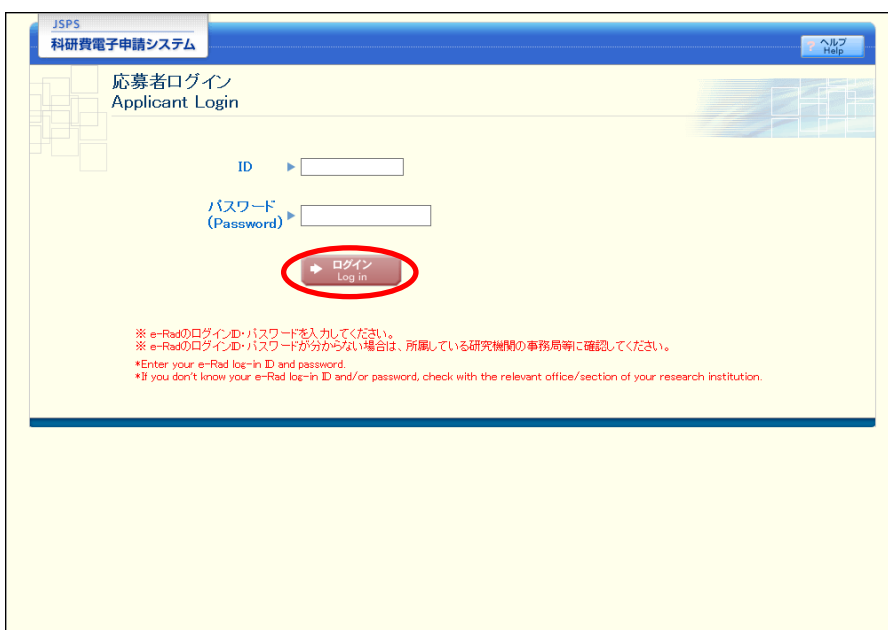 JSPS
科研費電子申請システム
? ヘルプ
Help
応募者ログイン
Applicant Login
ID
パスワード
(Password)
ログイン
Log in
※ e-RadのログインID・パスワードを入力してください。
※ e-RadのログインID・パスワードが分からない場合は、所属している研究機関の事務局等に確認してください。
*Enter your e-Rad log-in ID and password.
*If you don't know your e-Rad log-in ID and/or password, check with the relevant office/section of your research institution.